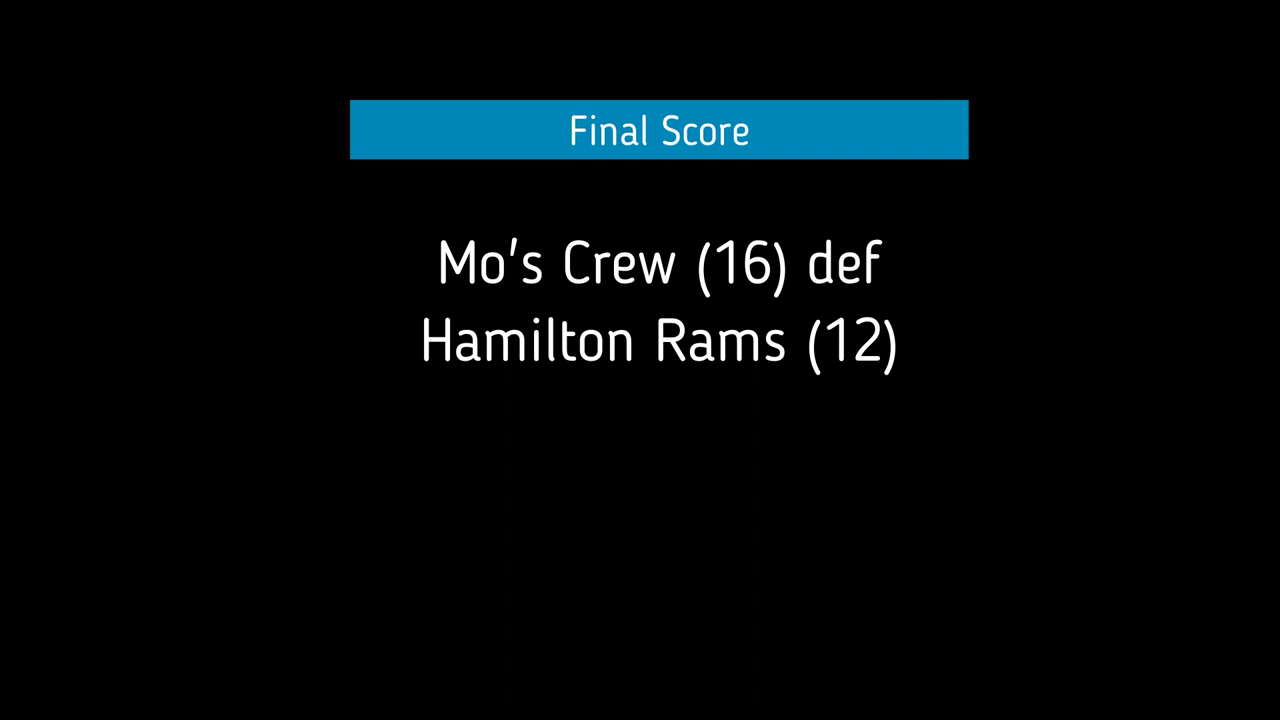 Final Score
Mo's Crew (16) def
Hamilton Rams (12)